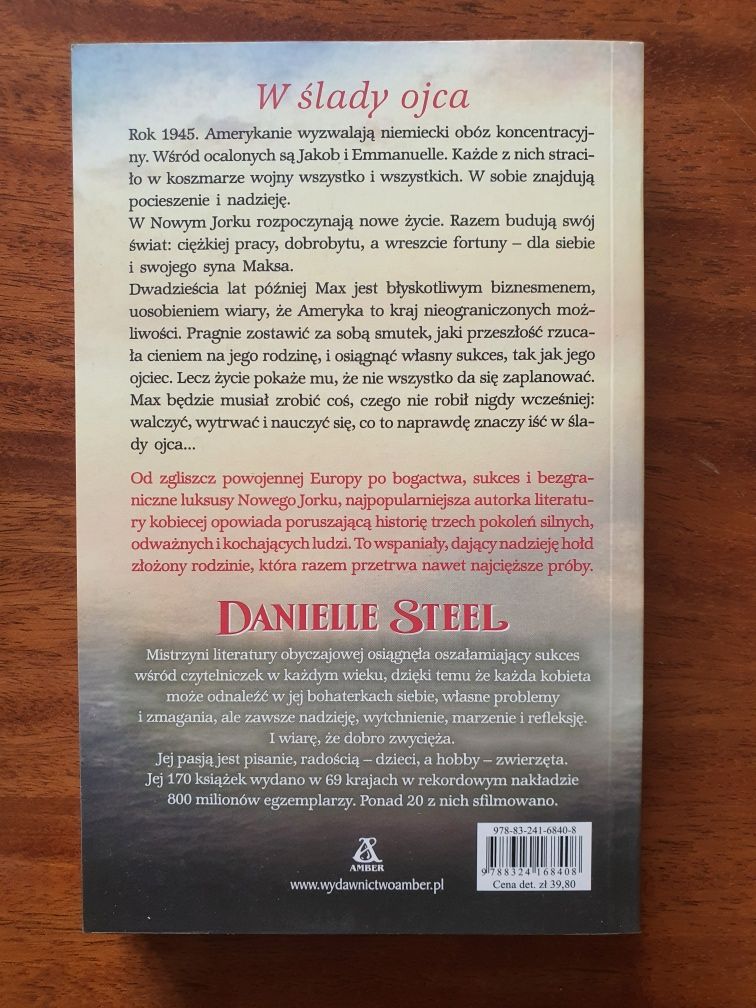 W ślady ojca
Rok 1945. Amerykanie wyzwalają niemiecki obóz koncentracyj-
ny. Wśród ocalonych są Jakob i Emmanuelle. Każde z nich straci-
ło w koszmarze wojny wszystko i wszystkich. W sobie znajdują
pocieszenie i nadzieję.
W Nowym Jorku rozpoczynają nowe życie. Razem budują swój
świat: ciężkiej pracy, dobrobytu, a wreszcie fortuny – dla siebie
i swojego syna Maksa.
Dwadzieścia lat później Max jest błyskotliwym biznesmenem,
uosobieniem wiary, że Ameryka to kraj nieograniczonych moż-
liwości. Pragnie zostawić za sobą smutek, jaki przeszłość rzuca-
ła cieniem na jego rodzinę, i osiągnąć własny sukces, tak jak jego
ojciec. Lecz życie pokaże mu, że nie wszystko da się zaplanować.
Max będzie musiał zrobić coś, czego nie robił nigdy wcześniej:
walczyć, wytrwać i nauczyć się, co to naprawdę znaczy iść w śla-
dy ojca...
Od zgliszcz powojennej Europy po bogactwa, sukces i bezgra-
niczne luksusy Nowego Jorku, najpopularniejsza autorka literatu-
ry kobiecej opowiada poruszającą historię trzech pokoleń silnych,
odważnych i kochających ludzi. To wspaniały, dający nadzieję hołd
złożony rodzinie, która razem przetrwa nawet najcięższe próby.
DANIELLE STEEL
Mistrzyni literatury obyczajowej osiągnęła oszałamiający sukces
wśród czytelniczek w każdym wieku, dzięki temu że każda kobieta
może odnaleźć w jej bohaterkach siebie, własne problemy
i zmagania, ale zawsze nadzieję, wytchnienie, marzenie i refleksję.
I wiarę, że dobro zwycięża.
Jej pasją jest pisanie, radością – dzieci, a hobby – zwierzęta.
Jej 170 książek wydano w 69 krajach w rekordowym nakładzie
800 milionów egzemplarzy. Ponad 20 z nich sfilmowano.
AMBER
www.wydawnictwoamber.pl
978-83-241-6840-8
9 788324 168408
Cena det. zł 39,80